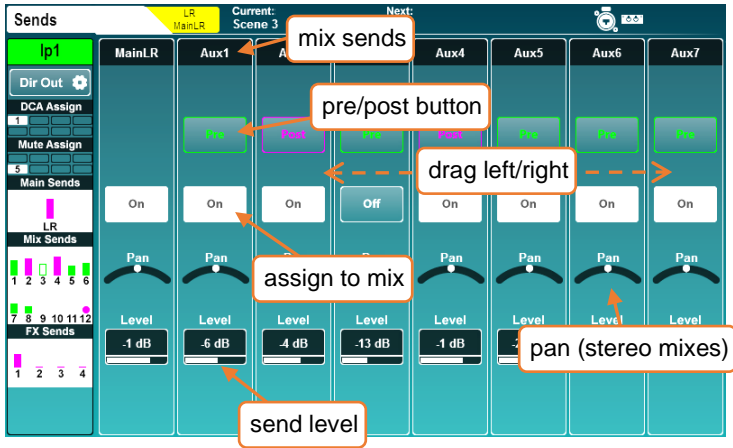 Sends
LR
MainLR
Current:
Scene 3
Next:
Ip1
MainLR
Aux1
Aux4
Aux5
Aux6
Aux7
mix sends
Dir Out
DCA Assign
1
Mute Assign
5
Main Sends
LR
Mix Sends
1 2 3 4 5 6
7 8 9 10 11 12
FX Sends
1 2 3 4
pre/post button
Pre
Post
Pre
Post
Pre
Pre
Pre
drag left/right
On
On
On
Off
On
On
On
On
assign to mix
Pan
Pan
Pan
Pan
Pan
Pan
pan (stereo mixes)
Level
Level
Level
Level
Level
Level
Level
Level
-1 dB
-6 dB
-4 dB
-13 dB
-1 dB
send level